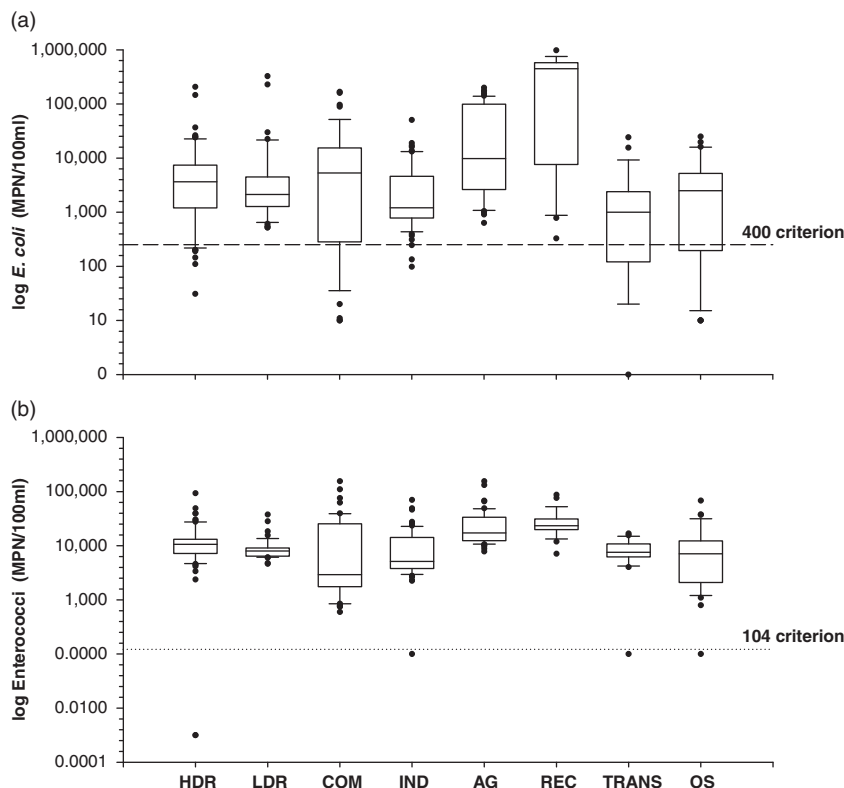 (a)
1,000,000
100,000
10,000
1,000
100
10
0
log E. coli (MPN/100ml)
400 criterion
(b)
1,000,000
100,000
10,000
1,000
0.0000
0.0100
0.0001
log Enterococci (MPN/100ml)
104 criterion
HDR LDR COM IND AG REC TRANS OS